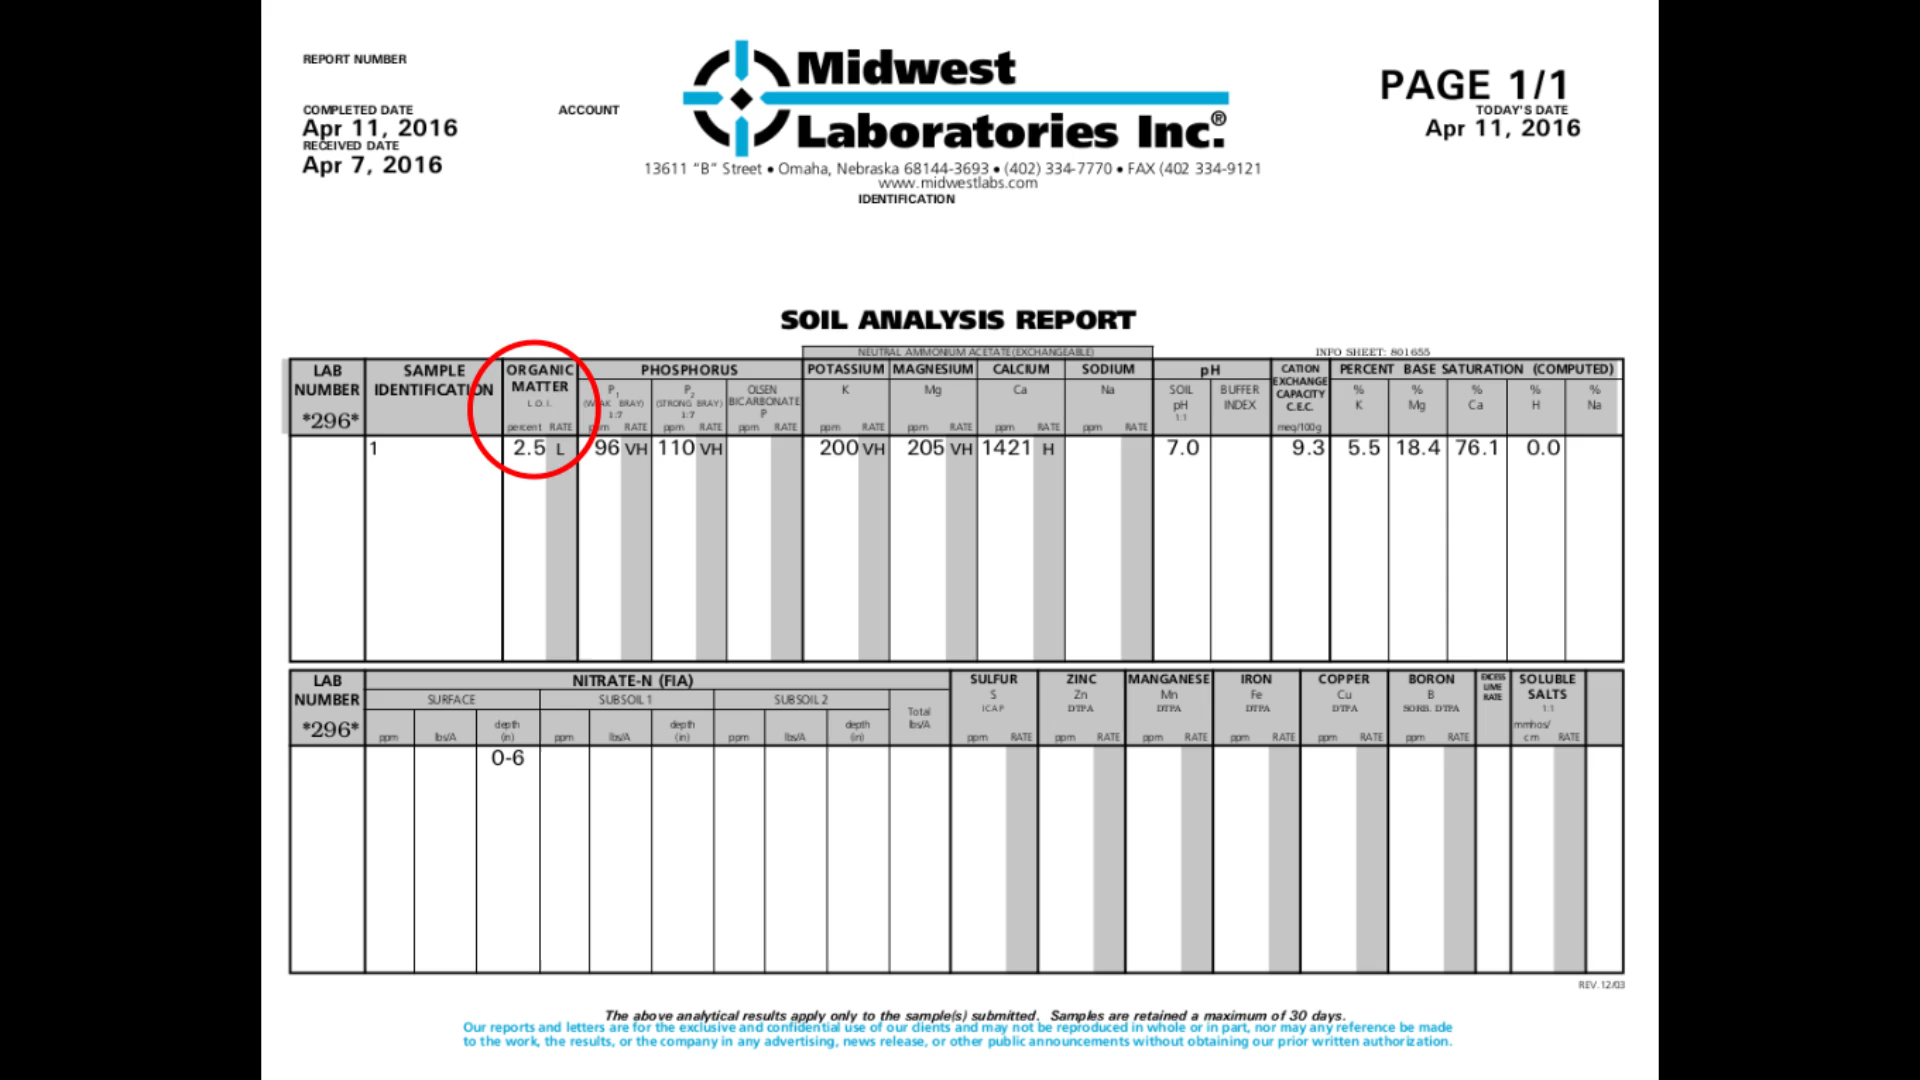 REPORT NUMBER
COMPLETED DATE
Apr 11, 2016
RECEIVED DATE
Apr 7, 2016
ACCOUNT
Midwest
Laboratories Inc.®
13611 “B” Street • Omaha, Nebraska 68144-3693 • (402) 334-7770 • FAX (402 334-9121
www.midwestlabs.com
IDENTIFICATION
PAGE 1/1
TODAY'S DATE
Apr 11, 2016
SOIL ANALYSIS REPORT
NEUTRAL AMMONIUM ACETATE (EXCHANGEABLE)
INFO SHEET: 801655
LAB NUMBER *296*
SAMPLE IDENTIFICATION
ORGANIC MATTER L.O.I. percent RATE
PHOSPHORUS
P1 (WEAK BRAY) 1:7 ppm RATE
P2 (STRONG BRAY) 1:7 ppm RATE
OLSEN BICARBONATE P ppm RATE
POTASSIUM K ppm RATE
MAGNESIUM Mg ppm RATE
CALCIUM Ca ppm RATE
SODIUM Na ppm RATE
pH
SOIL pH 1:1
BUFFER INDEX
CATION EXCHANGE CAPACITY C.E.C. meq/100g
PERCENT BASE SATURATION (COMPUTED)
% K
% Mg
% Ca
% H
% Na
1 2.5 L 96 VH 110 VH 200 VH 205 VH 1421 H 7.0 9.3 5.5 18.4 76.1 0.0
LAB NUMBER *296*
NITRATE-N (FIA)
SURFACE
ppm lbs/A depth (in)
SUBSOIL 1
ppm lbs/A depth (in)
SUBSOIL 2
ppm lbs/A depth (in)
Total lbs/A
SULFUR S ICAP ppm RATE
ZINC Zn DTPA ppm RATE
MANGANESE Mn DTPA ppm RATE
IRON Fe DTPA ppm RATE
COPPER Cu DTPA ppm RATE
BORON B SORB. DTPA ppm RATE
EXCESS LIME RATE
SOLUBLE SALTS 1:1 mmhos/ cm RATE
0-6
REV. 12/03
The above analytical results apply only to the sample(s) submitted. Samples are retained a maximum of 30 days.
Our reports and letters are for the exclusive and confidential use of our clients and may not be reproduced in whole or in part, nor may any reference be made
to the work, the results, or the company in any advertising, news release, or other public announcements without obtaining our prior written authorization.